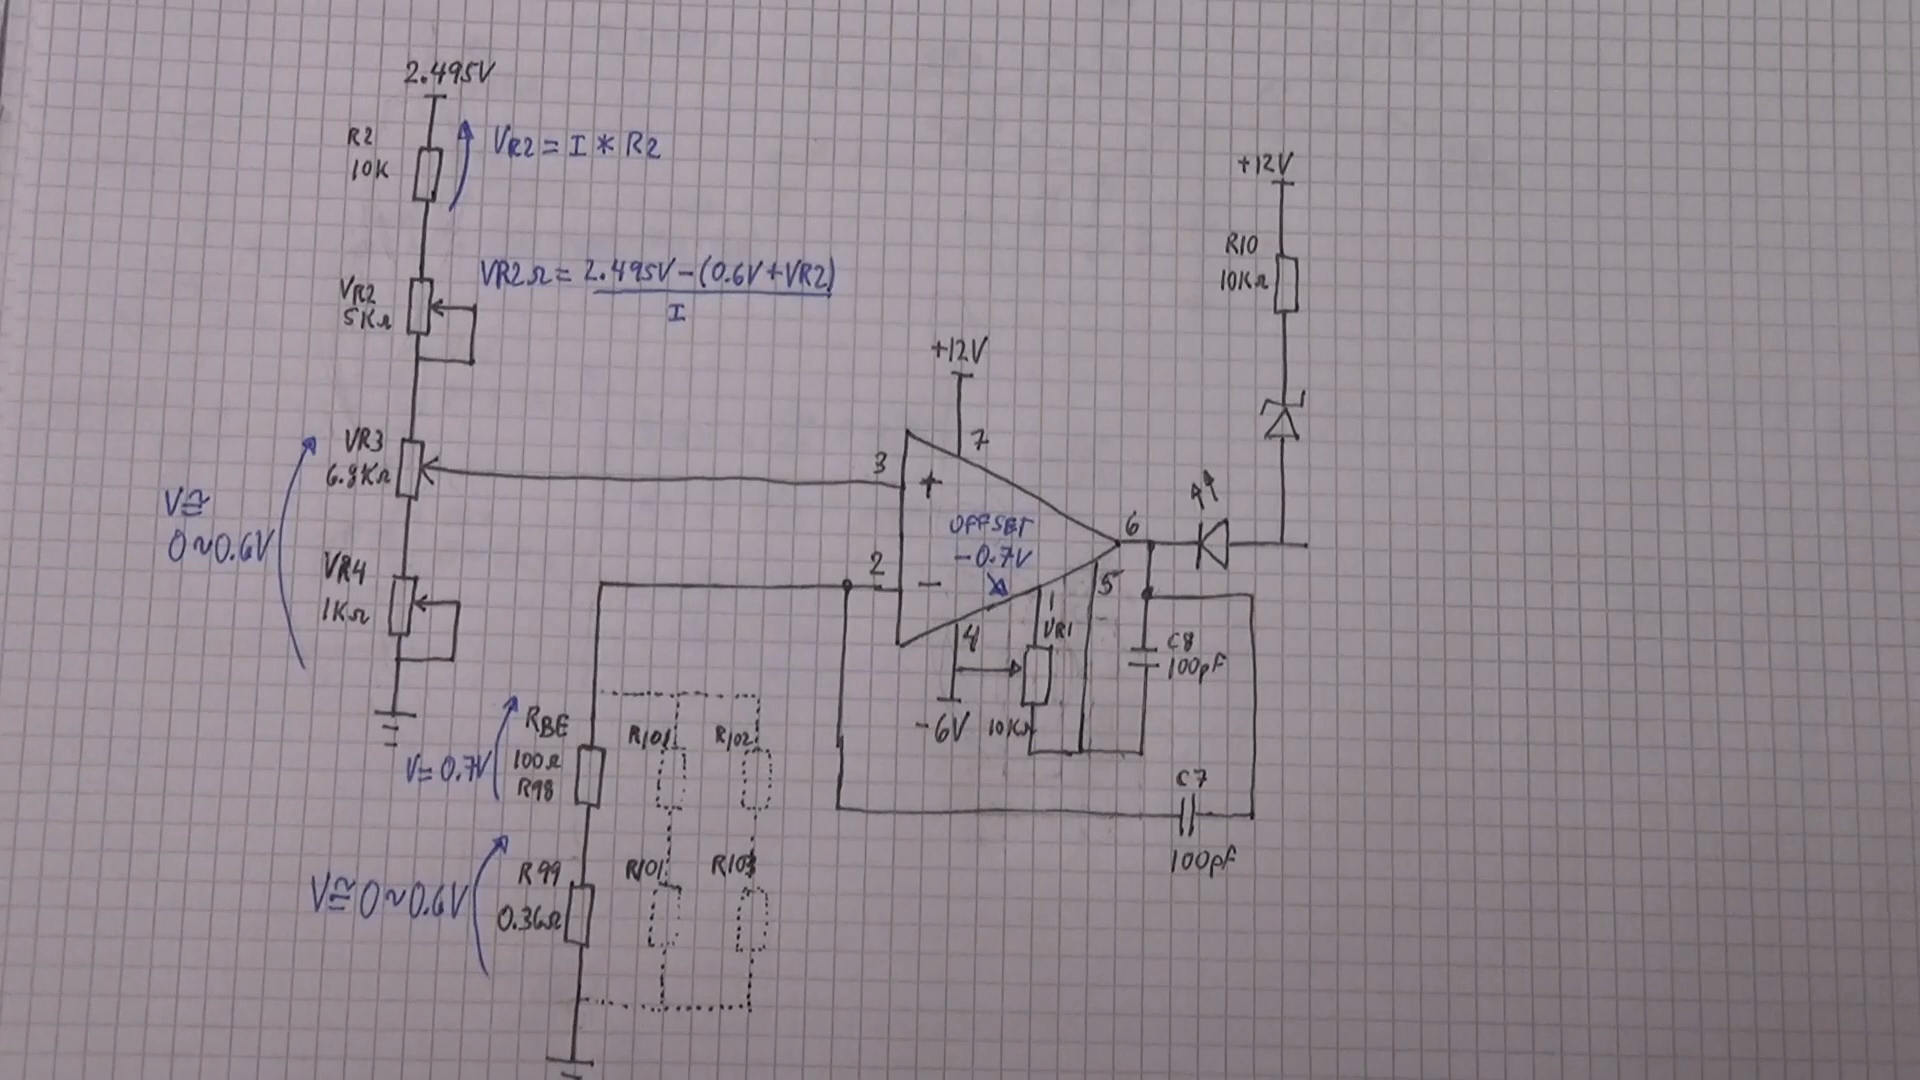 2.495V
R2
10K
VR2 = I * R2
VR2
5KΩ
VR2Ω = 2.495V-(0.6V+VR2)
I
VR3
6.8KΩ
V≅
0~0.6V
VR4
1KΩ
+12V
R10
10KΩ
+12V
7
3
+
OFFSET
-0.7V
6
2
-
5
4
1
VR1
-6V
10KΩ
C8
100pF
C7
100pF
RBE
100Ω
R98
V=0.7V
R101
R102
R99
0.36Ω
V≅0~0.6V
R101
R103